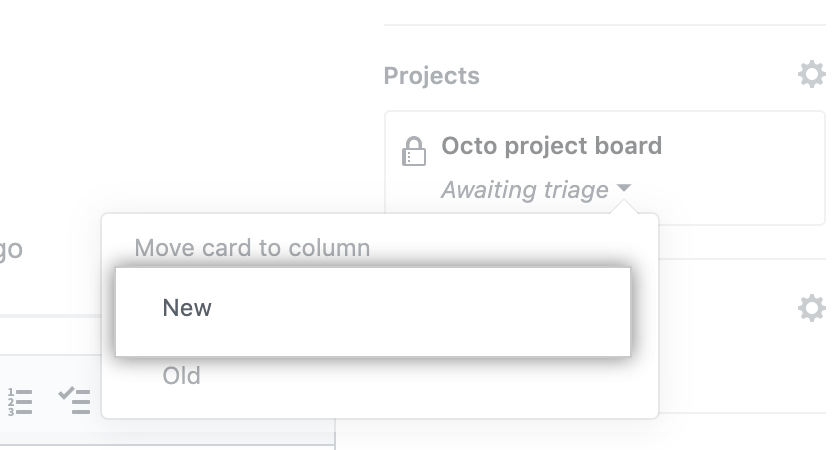 Projects
Octo project board
Awaiting triage
go
Move card to column
New
Old